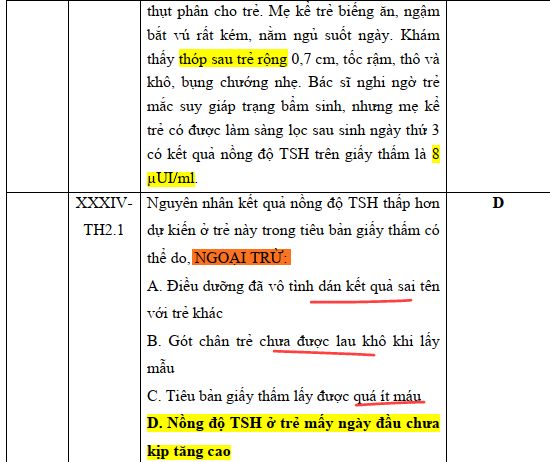 thụt phân cho trẻ. Mẹ kể trẻ biếng ăn, ngậm
bắt vú rất kém, nằm ngủ suốt ngày. Khám
thấy thóp sau trẻ rộng 0,7 cm, tốc rậm, thô và
khô, bụng chướng nhẹ. Bác sĩ nghi ngờ trẻ
mắc suy giáp trạng bẩm sinh, nhưng mẹ kể
trẻ có được làm sàng lọc sau sinh ngày thứ 3
có kết quả nồng độ TSH trên giấy thấm là 8
µUI/ml.
XXXIV-
TH2.1
Nguyên nhân kết quả nồng độ TSH thấp hơn
dự kiến ở trẻ này trong tiêu bản giấy thấm có
thể do, NGOẠI TRỪ:
A. Điều dưỡng đã vô tình dán kết quả sai tên
với trẻ khác
B. Gót chân trẻ chưa được lau khô khi lấy
mẫu
C. Tiêu bản giấy thấm lấy được quá ít máu
D. Nồng độ TSH ở trẻ mấy ngày đầu chưa
kịp tăng cao
D